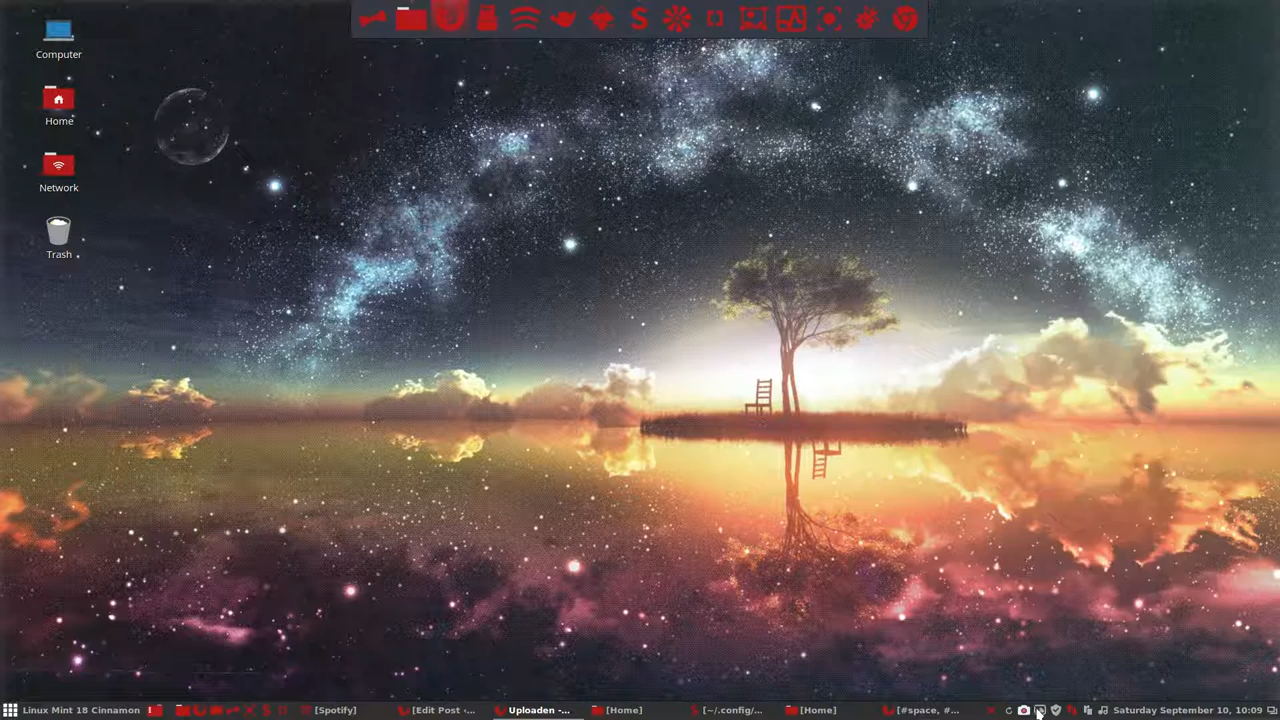 Computer
Home
Network
Trash
Linux Mint 18 Cinnamon
[Spotify]
[Edit Post ‹...
Uploaden -...
[Home]
[~/.config/...
[Home]
[#space, #...
Saturday September 10, 10:09